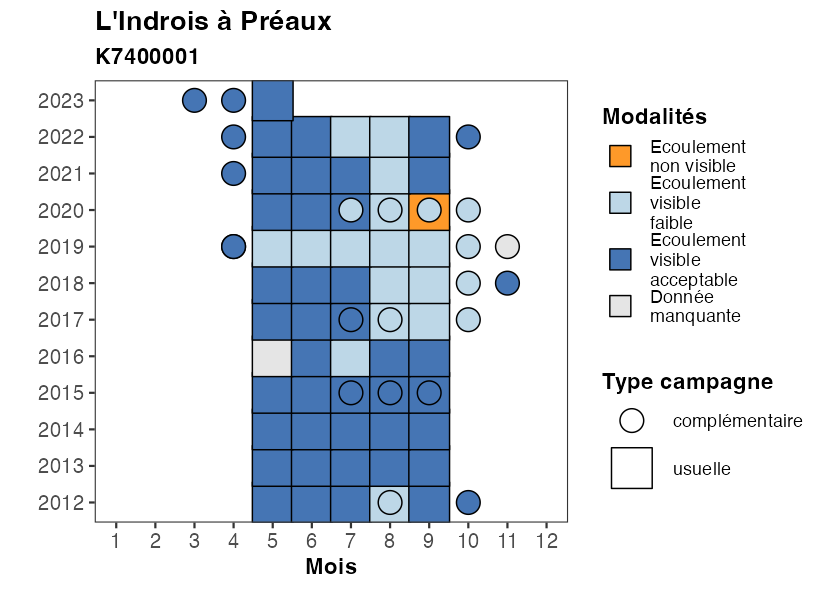 L'Indrois à Préaux
K7400001
2023
2022
2021
2020
2019
2018
2017
2016
2015
2014
2013
2012
1 2 3 4 5 6 7 8 9 10 11 12
Mois
Modalités
Ecoulement
non visible
Ecoulement
visible
faible
Ecoulement
visible
acceptable
Donnée
manquante
Type campagne
complémentaire
usuelle